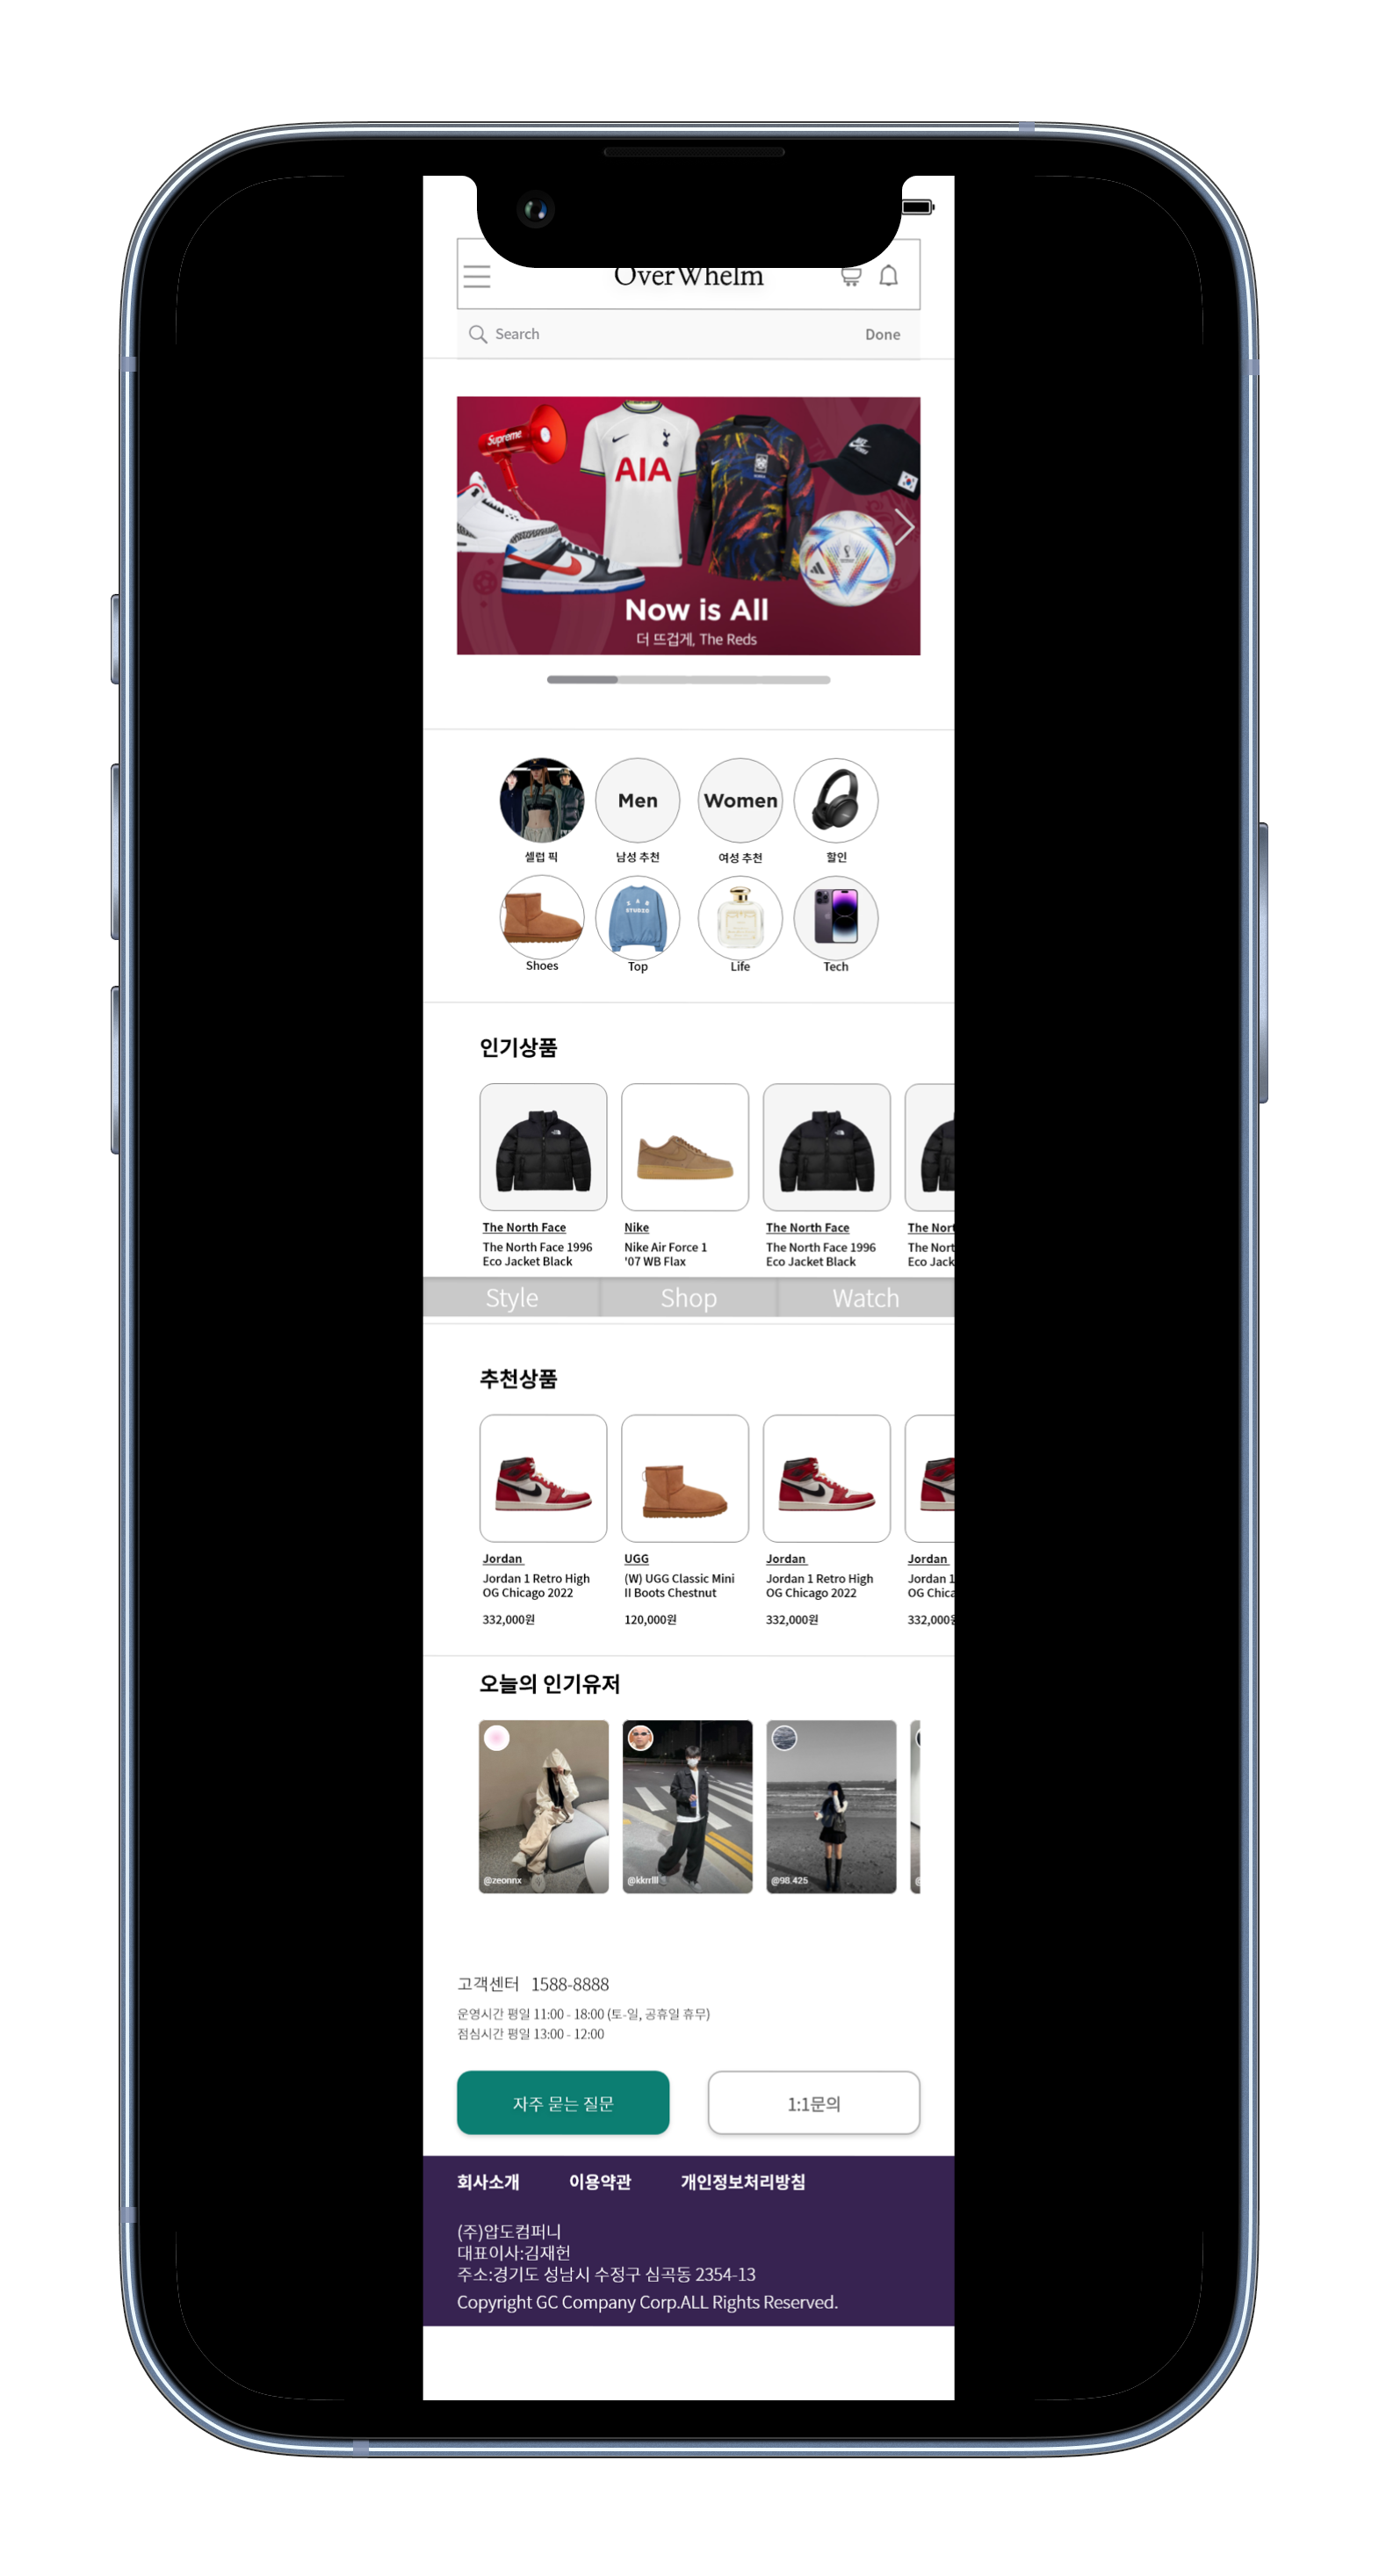 OverWhelm
Search
Done
Supreme
AIA
Now is All
더 뜨겁게, The Reds
Men
Women
셀럽 픽
남성 추천
여성 추천
할인
STUDIO
Shoes
Top
Life
Tech
인기상품
The North Face
Nike
The North Face
The Nort
The North Face 1996
Eco Jacket Black
Nike Air Force 1
'07 WB Flax
The North Face 1996
Eco Jacket Black
The Nort
Eco Jack
Style
Shop
Watch
추천상품
Jordan
UGG
Jordan
Jordan
Jordan 1 Retro High
OG Chicago 2022
(W) UGG Classic Mini
II Boots Chestnut
Jordan 1 Retro High
OG Chicago 2022
Jordan 1
OG Chica
332,000원
120,000원
332,000원
332,000원
오늘의 인기유저
@zeonnx
@kkrrlll
@98.425
고객센터 1588-8888
운영시간 평일 11:00 - 18:00 (토-일, 공휴일 휴무)
점심시간 평일 13:00 - 12:00
자주 묻는 질문
1:1문의
회사소개
이용약관
개인정보처리방침
(주)압도컴퍼니
대표이사:김재헌
주소:경기도 성남시 수정구 심곡동 2354-13
Copyright GC Company Corp.ALL Rights Reserved.